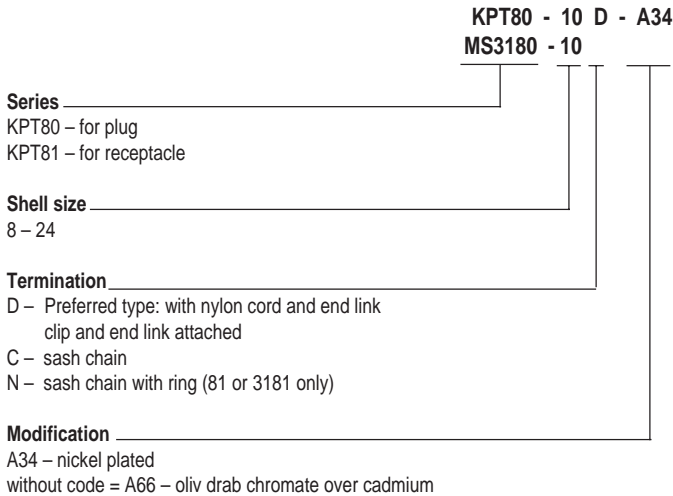 KPT80 - 10 D - A34
MS3180 - 10
Series
KPT80 – for plug
KPT81 – for receptacle
Shell size
8 – 24
Termination
D – Preferred type: with nylon cord and end link
clip and end link attached
C – sash chain
N – sash chain with ring (81 or 3181 only)
Modification
A34 – nickel plated
without code = A66 – oliv drab chromate over cadmium